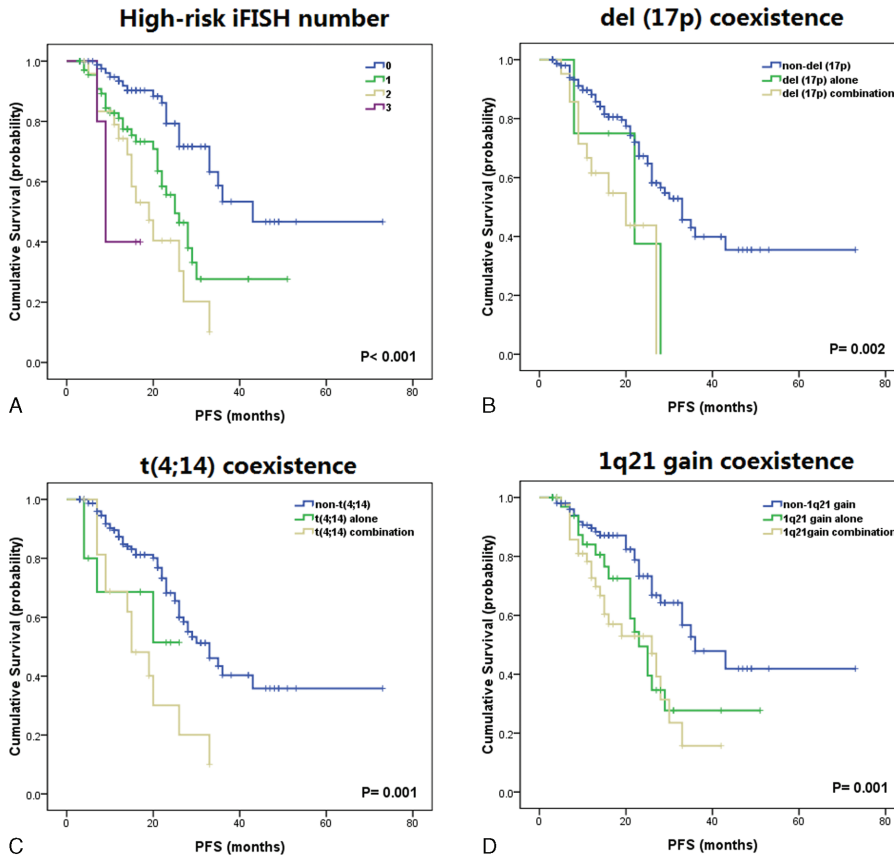 High-risk iFISH number
1.0
0.8
0.6
0.4
0.2
0.0
Cumulative Survival (probability)
0
1
2
3
P< 0.001
0
20
40
60
80
PFS (months)
A
del (17p) coexistence
1.0
0.8
0.6
0.4
0.2
0.0
Cumulative Survival (probability)
non-del (17p)
del (17p) alone
del (17p) combination
P= 0.002
0
20
40
60
80
PFS (months)
B
t(4;14) coexistence
1.0
0.8
0.6
0.4
0.2
0.0
Cumulative Survival (probability)
non-t(4;14)
t(4;14) alone
t(4;14) combination
P= 0.001
0
20
40
60
80
PFS (months)
C
1q21 gain coexistence
1.0
0.8
0.6
0.4
0.2
0.0
Cumulative Survival (probability)
non-1q21 gain
1q21 gain alone
1q21gain combination
P= 0.001
0
20
40
60
80
PFS (months)
D